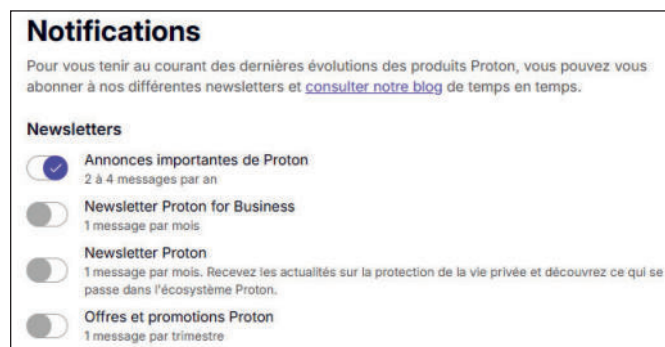 Notifications
Pour vous tenir au courant des dernières évolutions des produits Proton, vous pouvez vous
abonner à nos différentes newsletters et consulter notre blog de temps en temps.
Newsletters
Annonces importantes de Proton
2 à 4 messages par an
Newsletter Proton for Business
1 message par mois
Newsletter Proton
1 message par mois. Recevez les actualités sur la protection de la vie privée et découvrez ce qui se
passe dans l'écosystème Proton.
Offres et promotions Proton
1 message par trimestre